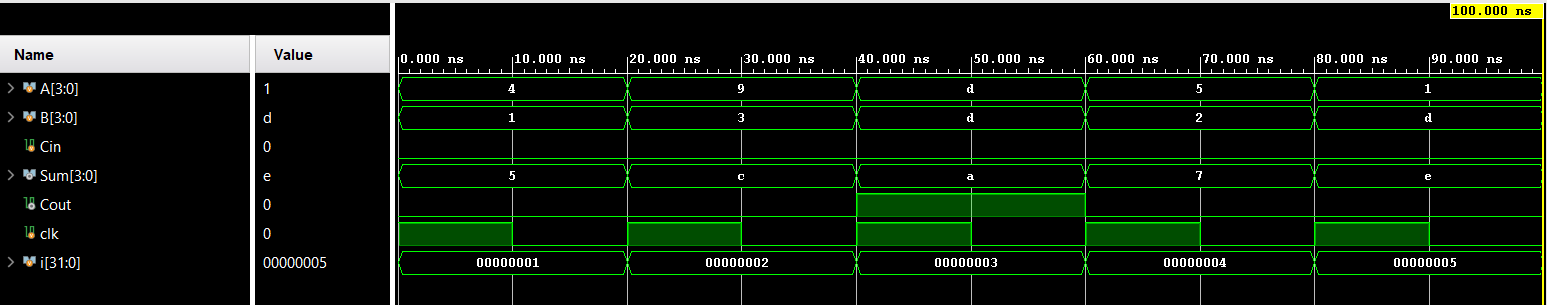 100.000 ns
Name Value
0.000 ns 10.000 ns 20.000 ns 30.000 ns 40.000 ns 50.000 ns 60.000 ns 70.000 ns 80.000 ns 90.000 ns
A[3:0] 1 4 9 d 5 1
B[3:0] d 1 3 d 2 d
Cin 0
Sum[3:0] e 5 c a 7 e
Cout 0
clk 0
i[31:0] 00000005 00000001 00000002 00000003 00000004 00000005